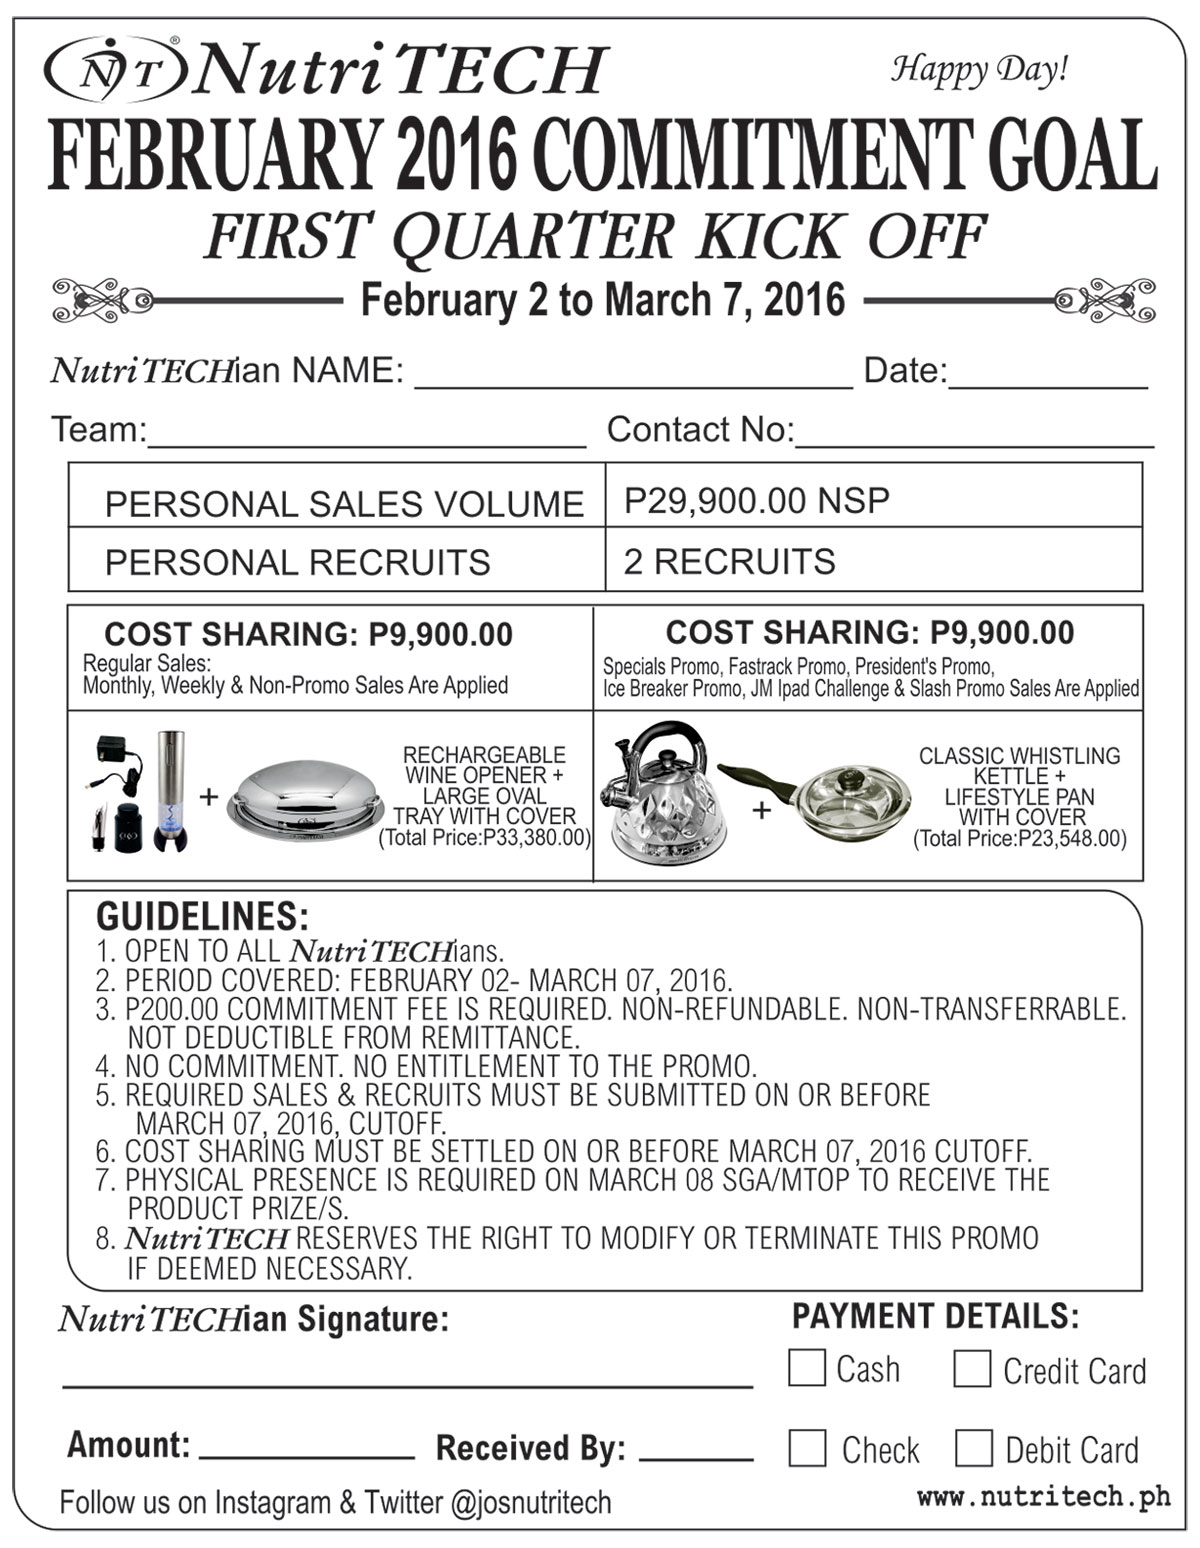 NT® NutriTECH
Happy Day!
FEBRUARY 2016 COMMITMENT GOAL
FIRST QUARTER KICK OFF
February 2 to March 7, 2016
NutriTECHian NAME: Date:
Team: Contact No:
PERSONAL SALES VOLUME P29,900.00 NSP
PERSONAL RECRUITS 2 RECRUITS
COST SHARING: P9,900.00
Regular Sales:
Monthly, Weekly & Non-Promo Sales Are Applied
COST SHARING: P9,900.00
Specials Promo, Fastrack Promo, President's Promo,
Ice Breaker Promo, JM Ipad Challenge & Slash Promo Sales Are Applied
+
RECHARGEABLE
WINE OPENER +
LARGE OVAL
TRAY WITH COVER
(Total Price:P33,380.00)
+
CLASSIC WHISTLING
KETTLE +
LIFESTYLE PAN
WITH COVER
(Total Price:P23,548.00)
GUIDELINES:
1. OPEN TO ALL NutriTECHians.
2. PERIOD COVERED: FEBRUARY 02- MARCH 07, 2016.
3. P200.00 COMMITMENT FEE IS REQUIRED. NON-REFUNDABLE. NON-TRANSFERRABLE.
NOT DEDUCTIBLE FROM REMITTANCE.
4. NO COMMITMENT. NO ENTITLEMENT TO THE PROMO.
5. REQUIRED SALES & RECRUITS MUST BE SUBMITTED ON OR BEFORE
MARCH 07, 2016, CUTOFF.
6. COST SHARING MUST BE SETTLED ON OR BEFORE MARCH 07, 2016 CUTOFF.
7. PHYSICAL PRESENCE IS REQUIRED ON MARCH 08 SGA/MTOP TO RECEIVE THE
PRODUCT PRIZE/S.
8. NutriTECH RESERVES THE RIGHT TO MODIFY OR TERMINATE THIS PROMO
IF DEEMED NECESSARY.
NutriTECHian Signature:
PAYMENT DETAILS:
Cash Credit Card
Amount: Received By:
Check Debit Card
Follow us on Instagram & Twitter @josnutritech
www.nutritech.ph